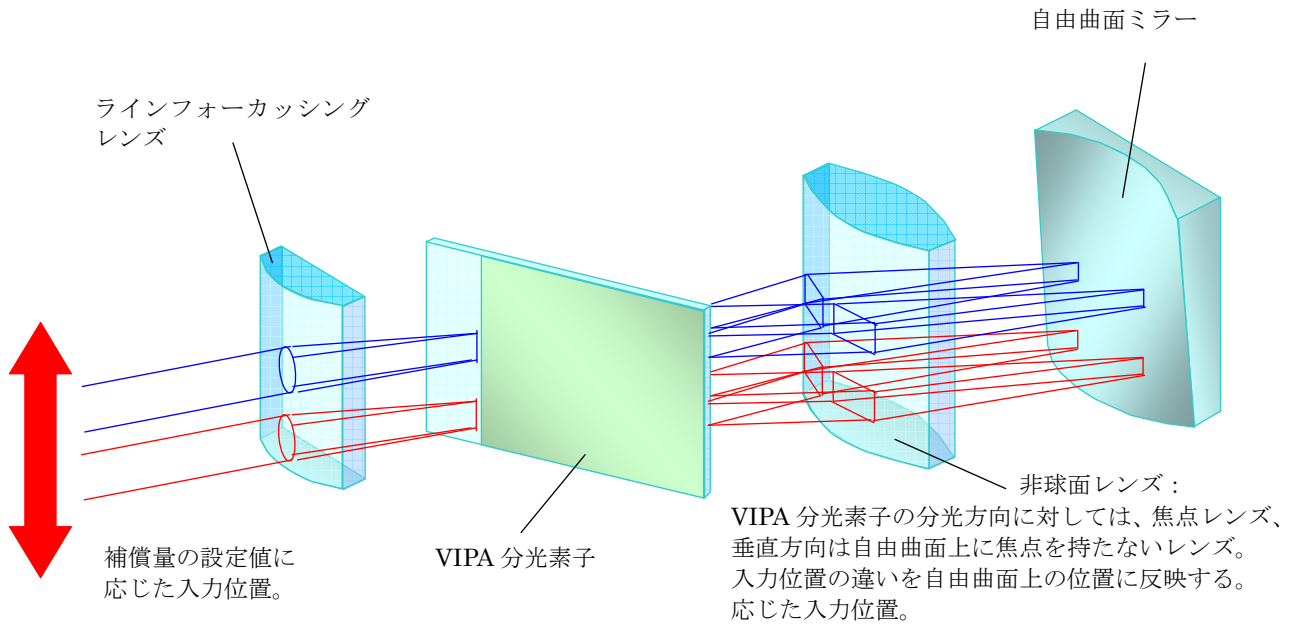 自由曲面ミラー
ラインフォーカッシング
レンズ
非球面レンズ：
VIPA 分光素子の分光方向に対しては、焦点レンズ、
垂直方向は自由曲面上に焦点を持たないレンズ。
入力位置の違いを自由曲面上の位置に反映する。
応じた入力位置。
補償量の設定値に
応じた入力位置。
VIPA 分光素子